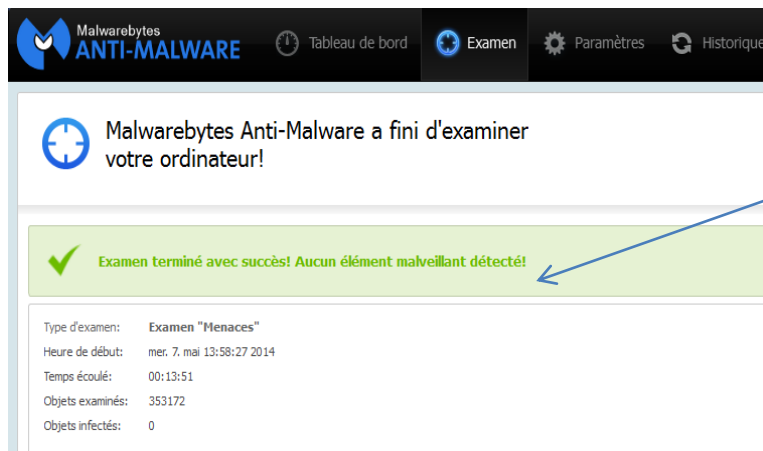 Malwarebytes
ANTI-MALWARE
Tableau de bord
Examen
Paramètres
Historique
Malwarebytes Anti-Malware a fini d'examiner
votre ordinateur!
Examen terminé avec succès! Aucun élément malveillant détecté!
Type d'examen: Examen "Menaces"
Heure de début: mer. 7. mai 13:58:27 2014
Temps écoulé: 00:13:51
Objets examinés: 353172
Objets infectés: 0